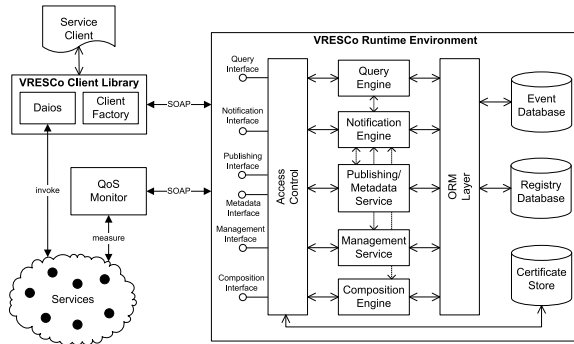 Service
Client
VRESCo Client Library
Daios
Client
Factory
SOAP
invoke
QoS
Monitor
SOAP
measure
Services
VRESCo Runtime Environment
Query
Interface
Notification
Interface
Publishing
Interface
Metadata
Interface
Management
Interface
Composition
Interface
Access
Control
Query
Engine
Notification
Engine
Publishing/
Metadata
Service
Management
Service
Composition
Engine
ORM
Layer
Event
Database
Registry
Database
Certificate
Store